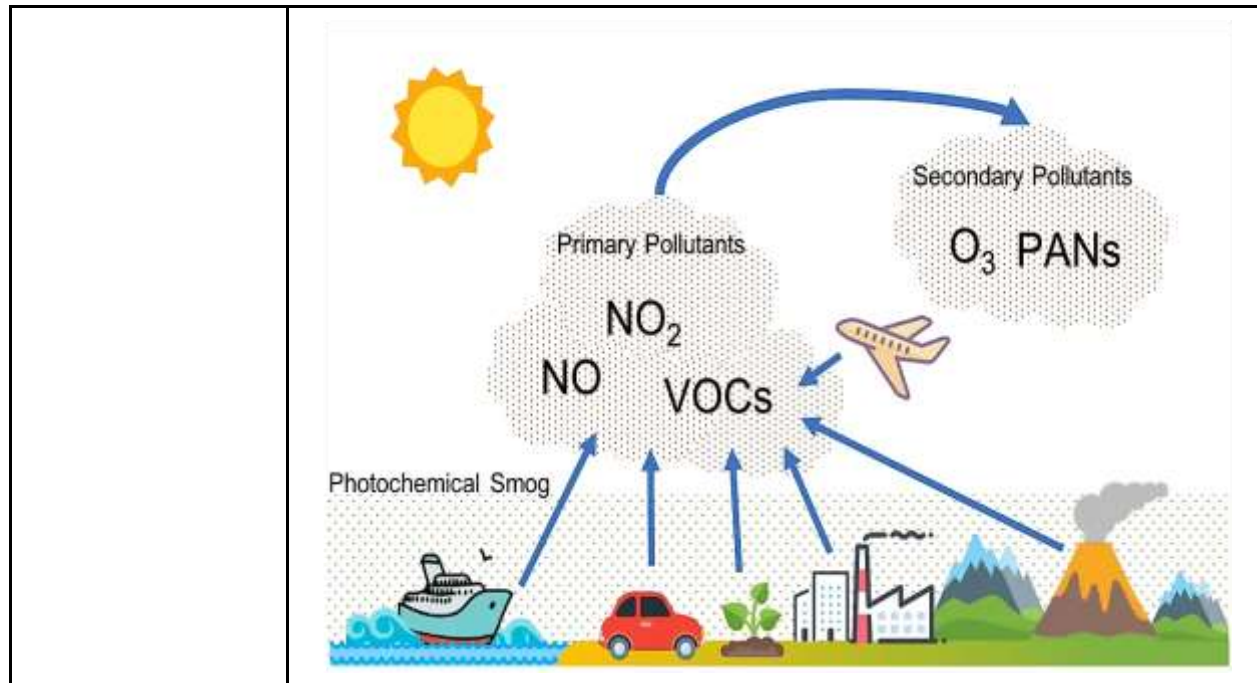 Secondary Pollutants
O₃ PANs
Primary Pollutants
NO₂
NO
VOCs
Photochemical Smog